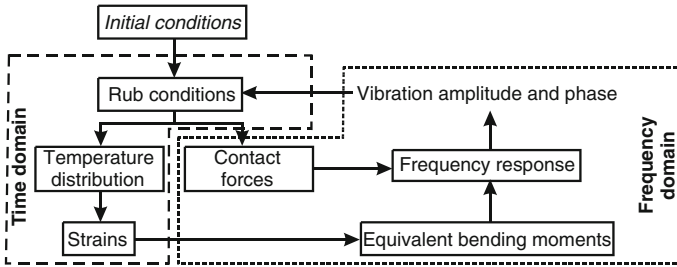 Initial conditions
Rub conditions
Vibration amplitude and phase
Time domain
Temperature
distribution
Contact
forces
Frequency response
Frequency
domain
Strains
Equivalent bending moments